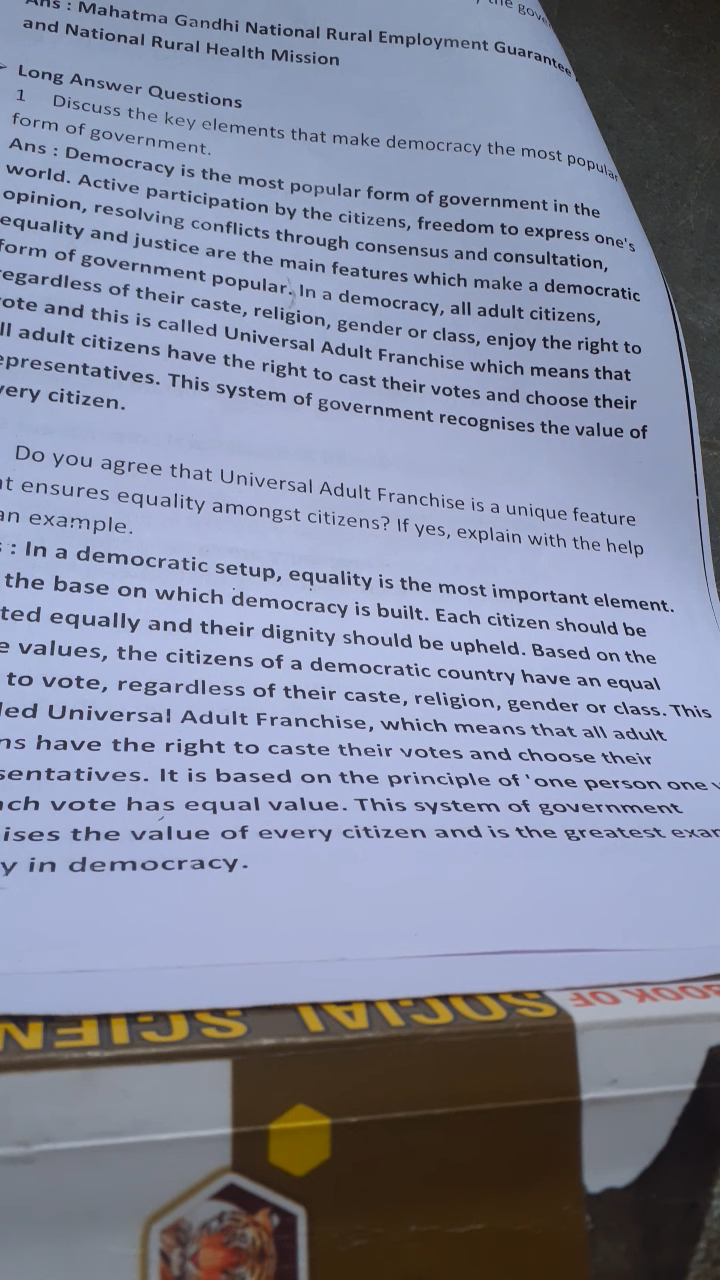 the gove
Ans : Mahatma Gandhi National Rural Employment Guarantee
and National Rural Health Mission
Long Answer Questions
1 Discuss the key elements that make democracy the most popular
form of government.
Ans : Democracy is the most popular form of government in the
world. Active participation by the citizens, freedom to express one's
opinion, resolving conflicts through consensus and consultation,
equality and justice are the main features which make a democratic
form of government popular. In a democracy, all adult citizens,
regardless of their caste, religion, gender or class, enjoy the right to
ote and this is called Universal Adult Franchise which means that
ll adult citizens have the right to cast their votes and choose their
epresentatives. This system of government recognises the value of
very citizen.
Do you agree that Universal Adult Franchise is a unique feature
at ensures equality amongst citizens? If yes, explain with the help
an example.
: In a democratic setup, equality is the most important element.
the base on which democracy is built. Each citizen should be
ted equally and their dignity should be upheld. Based on the
e values, the citizens of a democratic country have an equal
to vote, regardless of their caste, religion, gender or class. This
led Universal Adult Franchise, which means that all adult
ns have the right to caste their votes and choose their
sentatives. It is based on the principle of 'one person one v
ch vote has equal value. This system of government
ises the value of every citizen and is the greatest exam
y in democracy.
BOOK OF
SOCIAL SCIEN